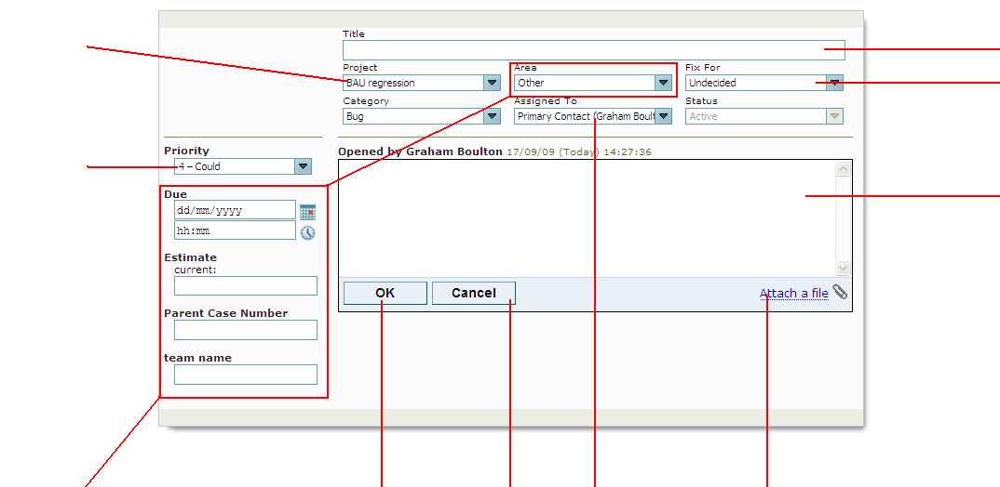 Title
Project Area Fix For
BAU regression Other Undecided
Category Assigned To Status
Bug Primary Contact (Graham Boult Active
Priority
4 – Could
Opened by Graham Boulton 17/09/09 (Today) 14:27:36
Due
dd/mm/yyyy
hh:mm
Estimate
current:
OK Cancel Attach a file
Parent Case Number
team name